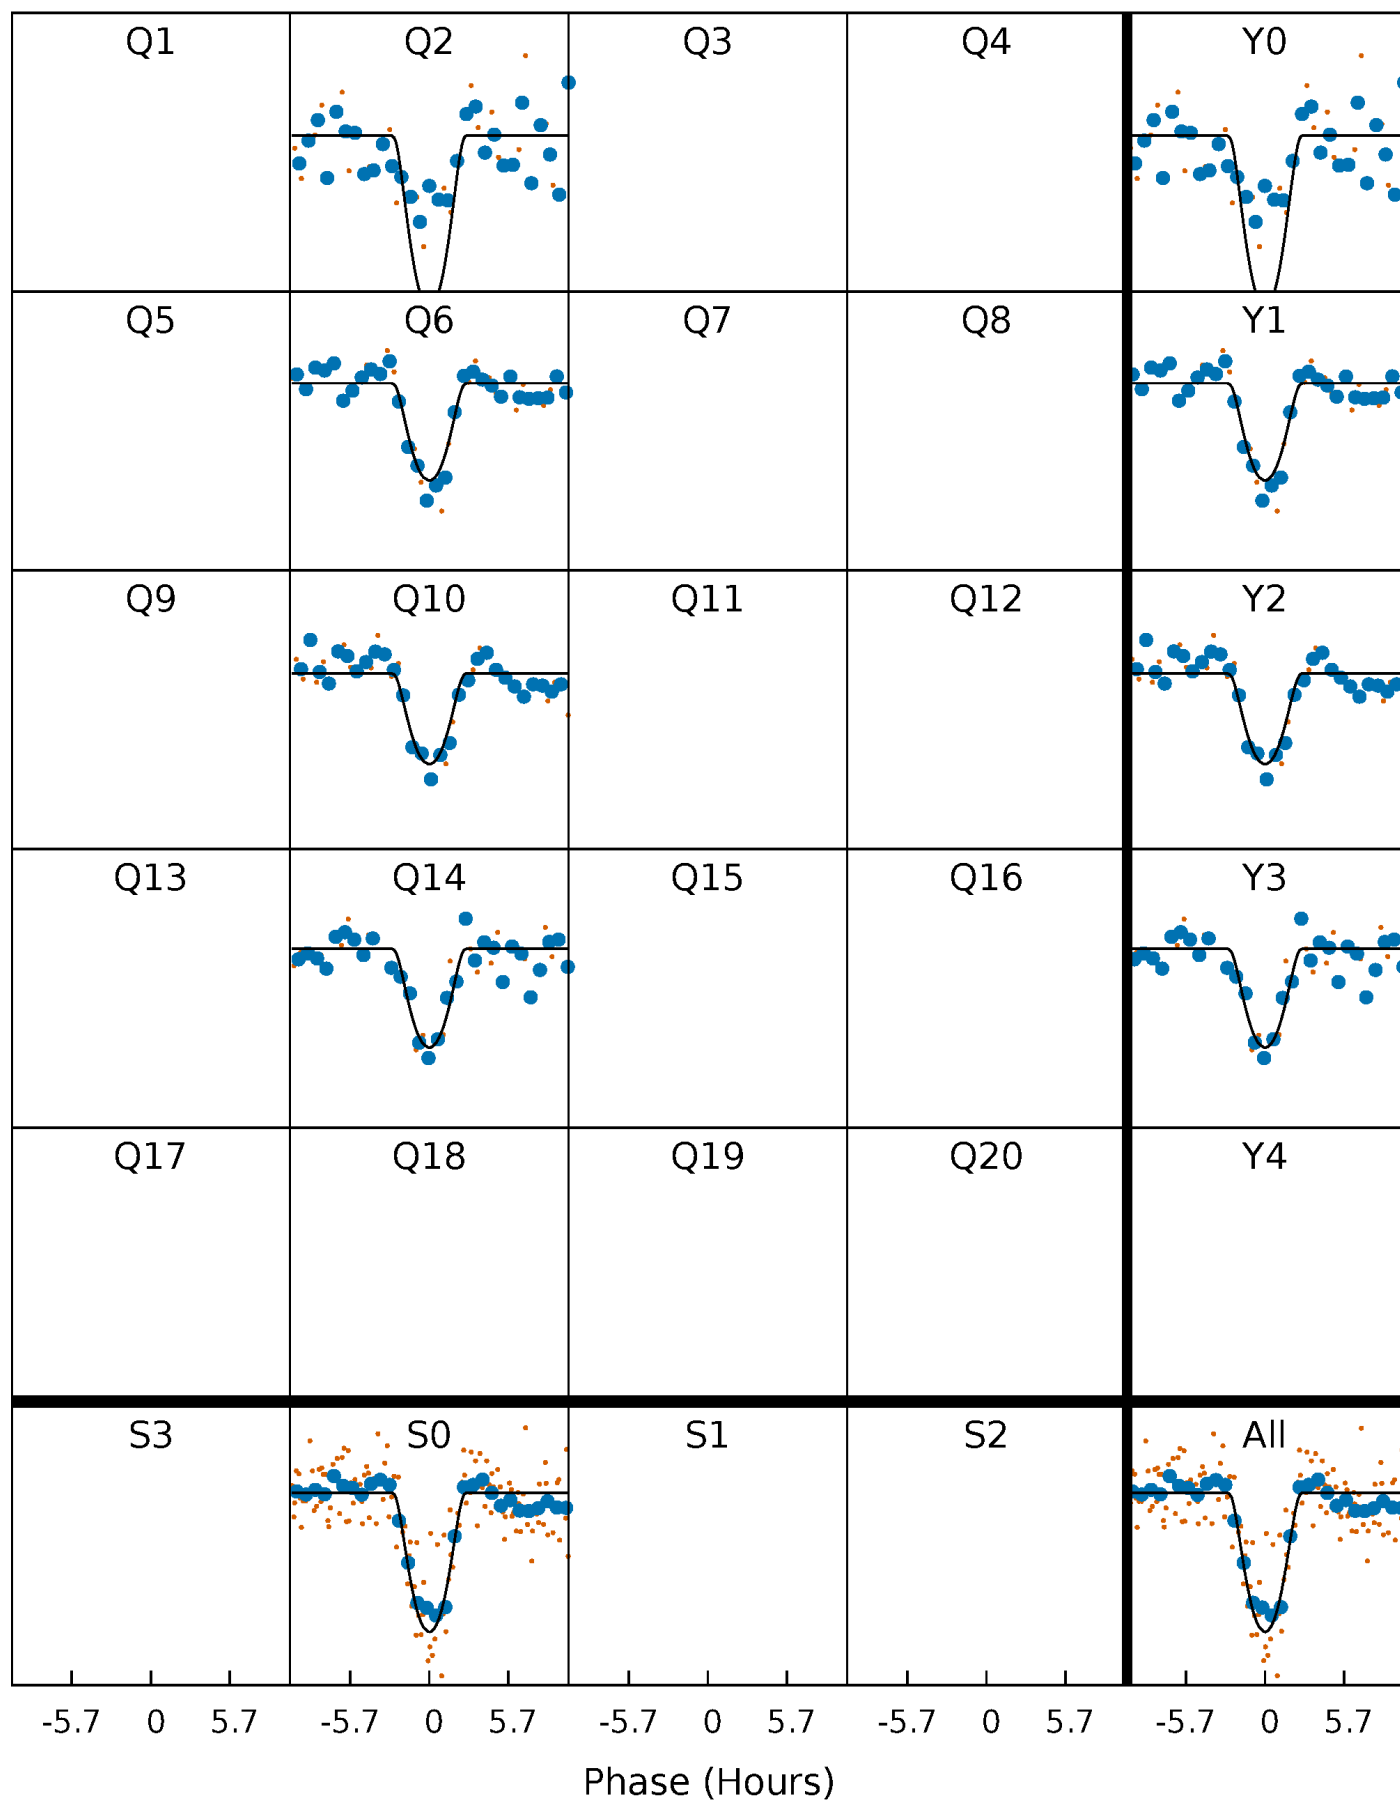 Q1 Q2 Q3 Q4 Y0
Q5 Q6 Q7 Q8 Y1
Q9 Q10 Q11 Q12 Y2
Q13 Q14 Q15 Q16 Y3
Q17 Q18 Q19 Q20 Y4
S3 S0 S1 S2 All
-5.7 0 5.7 -5.7 0 5.7 -5.7 0 5.7 -5.7 0 5.7 -5.7 0 5.7
Phase (Hours)